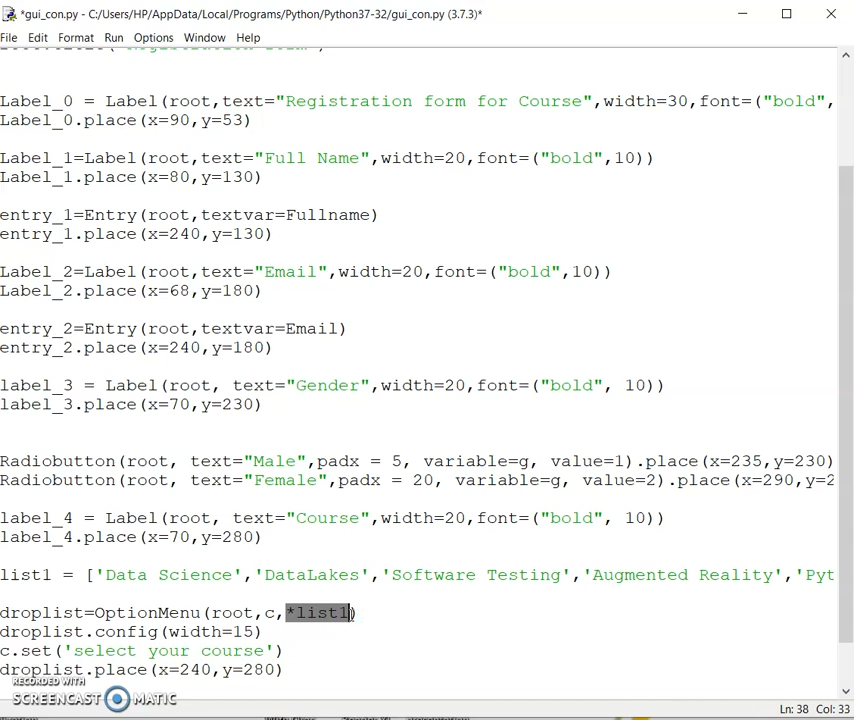 *gui_con.py - C:/Users/HP/AppData/Local/Programs/Python/Python37-32/gui_con.py (3.7.3)*
File Edit Format Run Options Window Help
Label_0 = Label(root,text="Registration form for Course",width=30,font=("bold",
Label_0.place(x=90,y=53)
Label_1=Label(root,text="Full Name",width=20,font=("bold",10))
Label_1.place(x=80,y=130)
entry_1=Entry(root,textvar=Fullname)
entry_1.place(x=240,y=130)
Label_2=Label(root,text="Email",width=20,font=("bold",10))
Label_2.place(x=68,y=180)
entry_2=Entry(root,textvar=Email)
entry_2.place(x=240,y=180)
label_3 = Label(root, text="Gender",width=20,font=("bold", 10))
label_3.place(x=70,y=230)
Radiobutton(root, text="Male",padx = 5, variable=g, value=1).place(x=235,y=230)
Radiobutton(root, text="Female",padx = 20, variable=g, value=2).place(x=290,y=2
label_4 = Label(root, text="Course",width=20,font=("bold", 10))
label_4.place(x=70,y=280)
list1 = ['Data Science','DataLakes','Software Testing','Augmented Reality','Pyt
droplist=OptionMenu(root,c,*list1)
droplist.config(width=15)
c.set('select your course')
droplist.place(x=240,y=280)
RECORDED WITH
SCREENCAST MATIC
Ln: 38 Col: 33